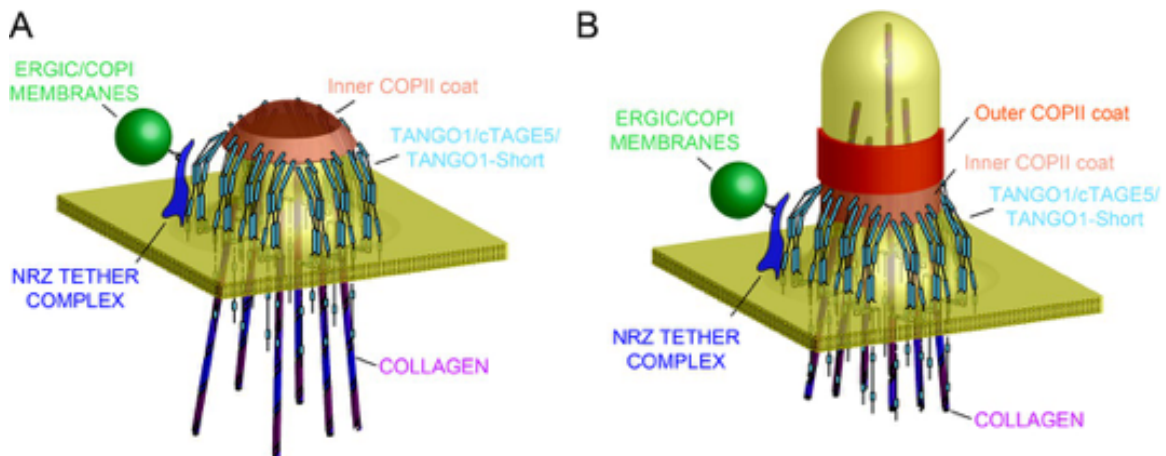 A
ERGIC/COPI
MEMBRANES
Inner COPII coat
TANGO1/cTAGE5/
TANGO1-Short
NRZ TETHER
COMPLEX
COLLAGEN
B
ERGIC/COPI
MEMBRANES
Outer COPII coat
Inner COPII coat
TANGO1/cTAGE5/
TANGO1-Short
NRZ TETHER
COMPLEX
COLLAGEN